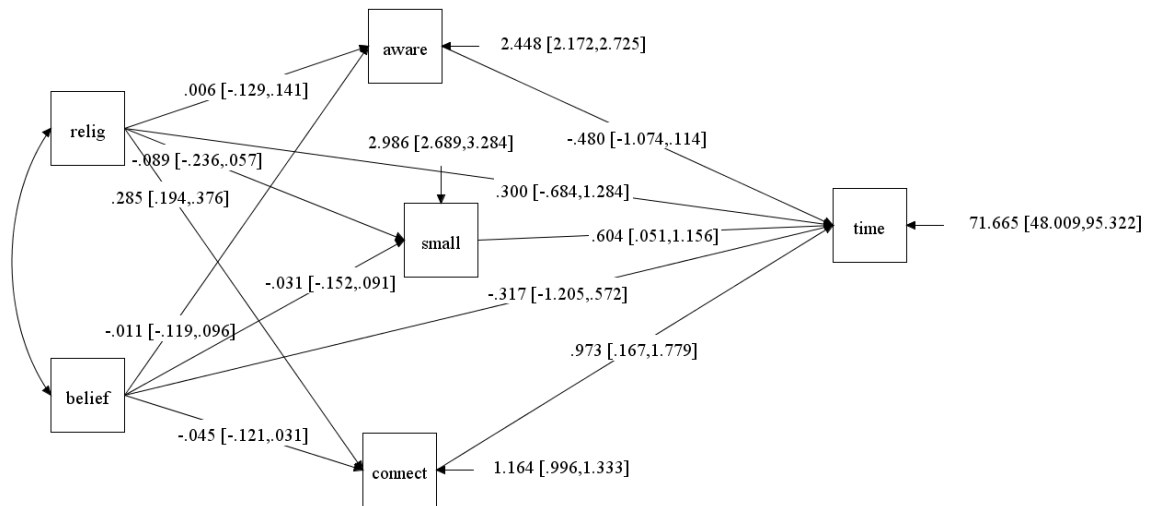 aware
2.448 [2.172,2.725]
.006 [-.129,.141]
relig
2.986 [2.689,3.284]
-.480 [-1.074,.114]
-.089 [-.236,.057]
.285 [.194,.376]
.300 [-.684,1.284]
time
71.665 [48.009,95.322]
small
.604 [.051,1.156]
-.031 [-.152,.091]
-.317 [-1.205,.572]
-.011 [-.119,.096]
.973 [.167,1.779]
belief
-.045 [-.121,.031]
connect
1.164 [.996,1.333]